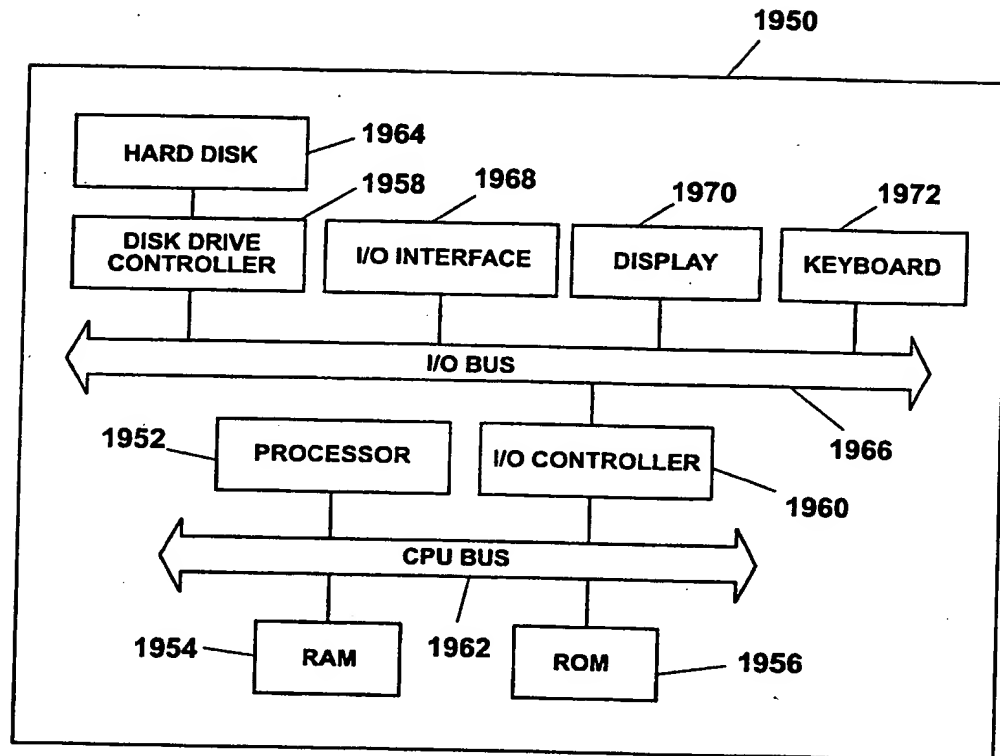 1950
HARD DISK
1964
1958
1968
1970
1972
DISK DRIVE
CONTROLLER
I/O INTERFACE
DISPLAY
KEYBOARD
I/O BUS
1966
1952
PROCESSOR
I/O CONTROLLER
1960
CPU BUS
1954
RAM
1962
ROM
1956